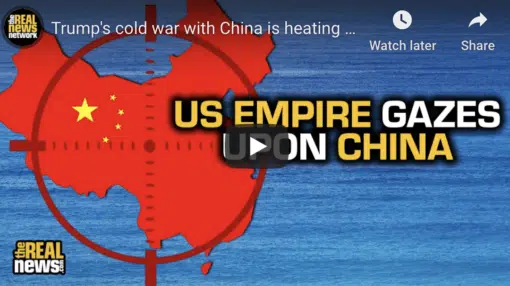 the REAL news network
Trump's cold war with China is heating ...
Watch later
Share
US EMPIRE GAZES
UPON CHINA
the REAL news.com